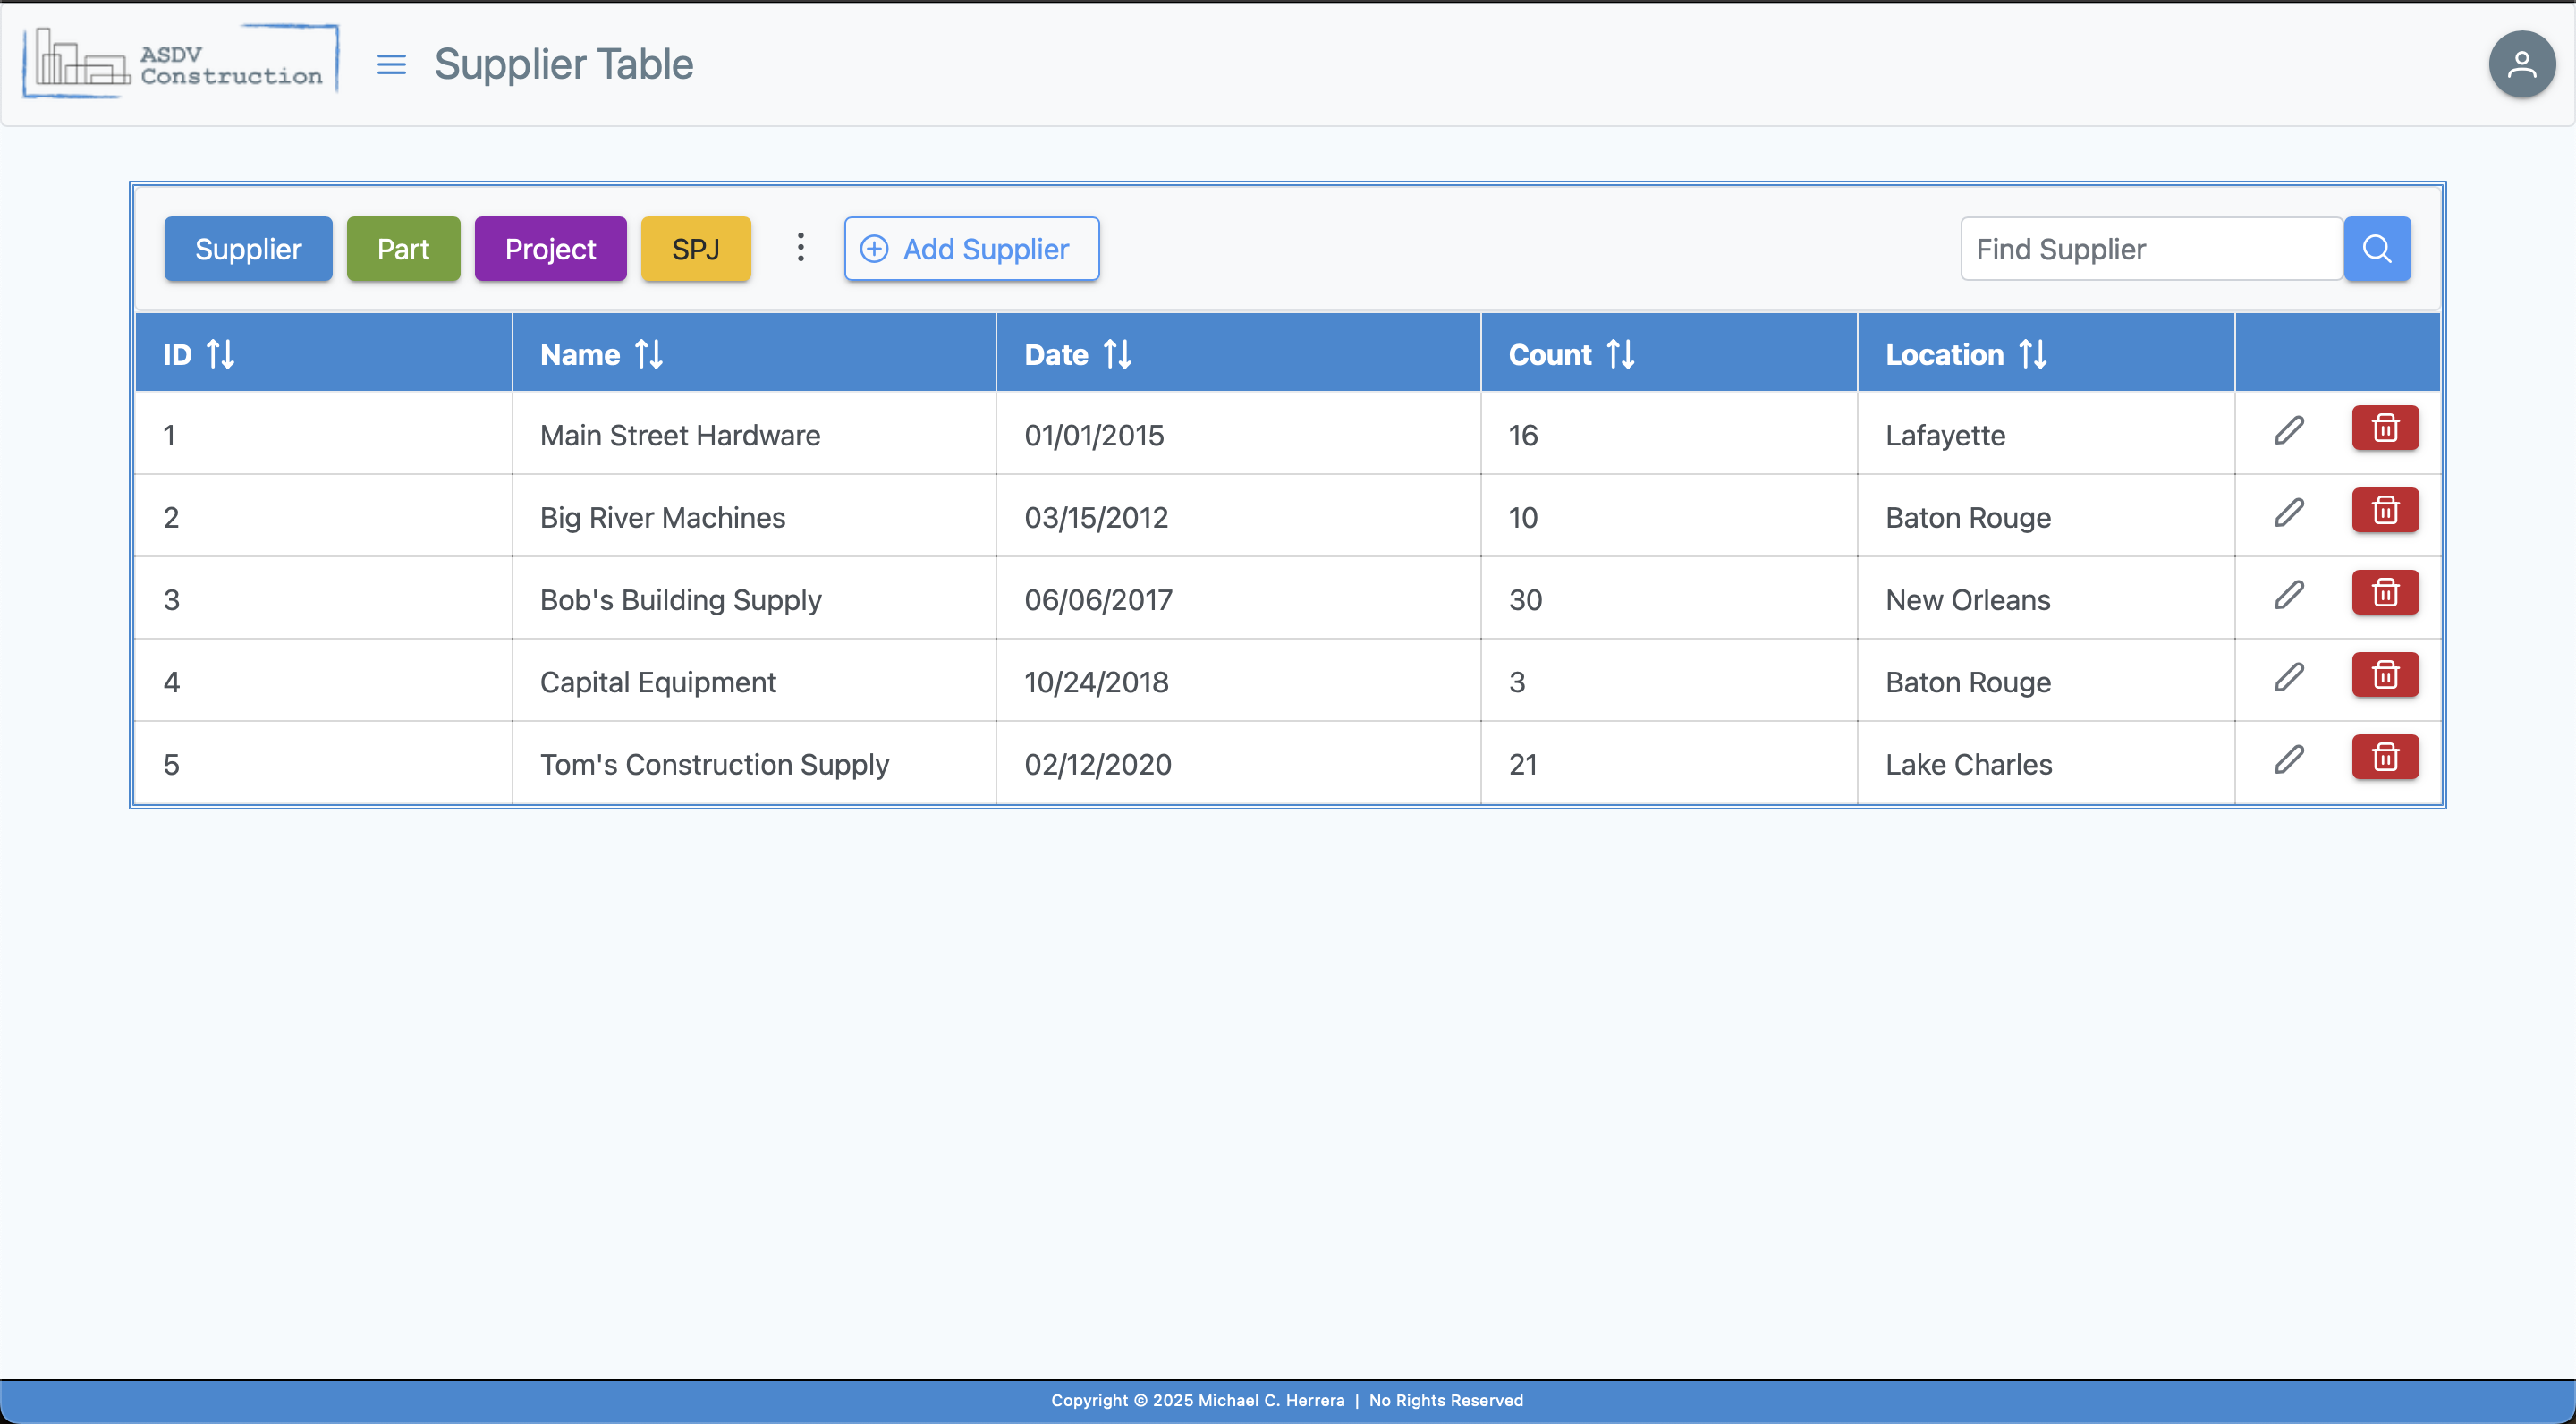 ASDV
Construction
Supplier Table
Supplier Part Project SPJ Add Supplier Find Supplier
ID Name Date Count Location
1 Main Street Hardware 01/01/2015 16 Lafayette
2 Big River Machines 03/15/2012 10 Baton Rouge
3 Bob's Building Supply 06/06/2017 30 New Orleans
4 Capital Equipment 10/24/2018 3 Baton Rouge
5 Tom's Construction Supply 02/12/2020 21 Lake Charles
Copyright © 2025 Michael C. Herrera | No Rights Reserved